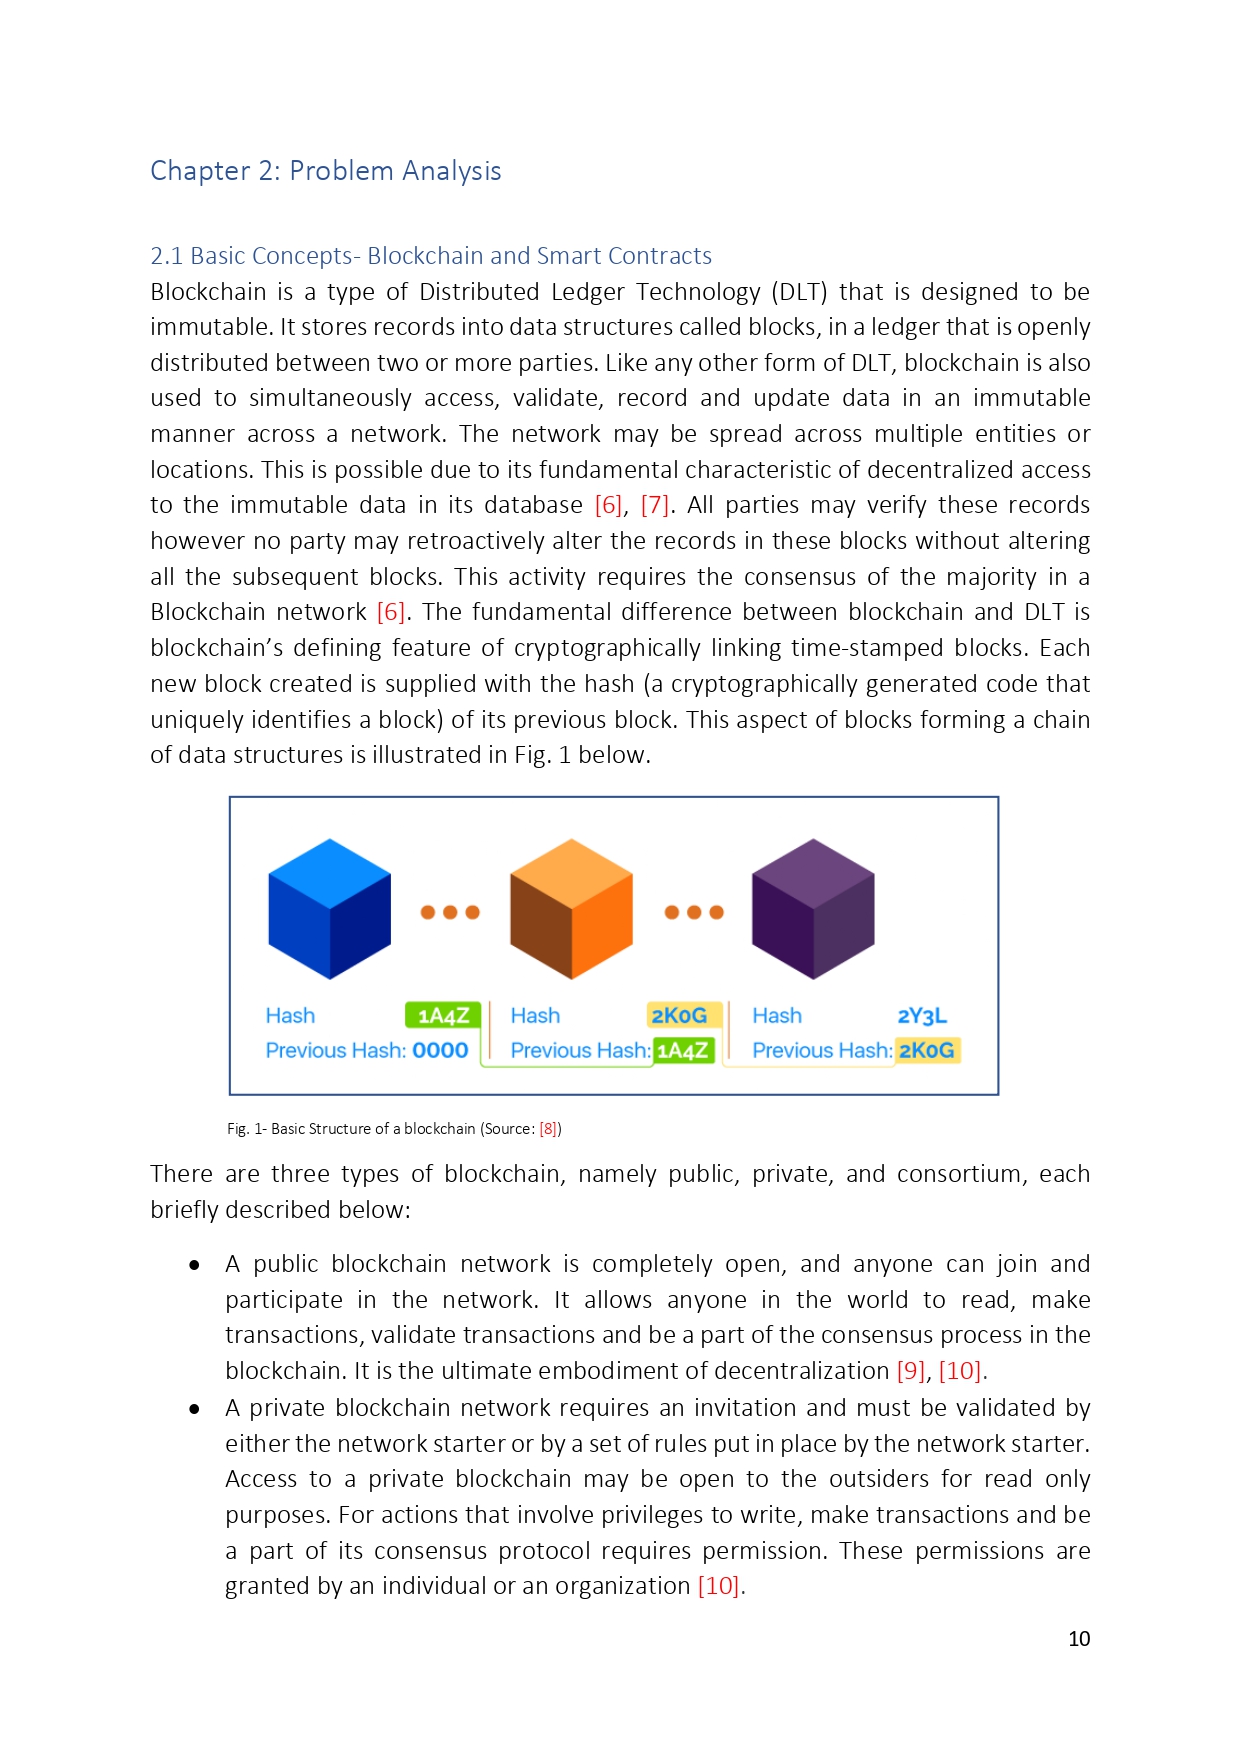 Chapter 2: Problem Analysis
2.1 Basic Concepts- Blockchain and Smart Contracts
Blockchain is a type of Distributed Ledger Technology (DLT) that is designed to be
immutable. It stores records into data structures called blocks, in a ledger that is openly
distributed between two or more parties. Like any other form of DLT, blockchain is also
used to simultaneously access, validate, record and update data in an immutable
manner across a network. The network may be spread across multiple entities or
locations. This is possible due to its fundamental characteristic of decentralized access
to the immutable data in its database [6], [7]. All parties may verify these records
however no party may retroactively alter the records in these blocks without altering
all the subsequent blocks. This activity requires the consensus of the majority in a
Blockchain network [6]. The fundamental difference between blockchain and DLT is
blockchain’s defining feature of cryptographically linking time-stamped blocks. Each
new block created is supplied with the hash (a cryptographically generated code that
uniquely identifies a block) of its previous block. This aspect of blocks forming a chain
of data structures is illustrated in Fig. 1 below.
Hash 1A4Z Hash 2K0G Hash 2Y3L
Previous Hash: 0000 Previous Hash: 1A4Z Previous Hash: 2K0G
Fig. 1- Basic Structure of a blockchain (Source: [8])
There are three types of blockchain, namely public, private, and consortium, each
briefly described below:
● A public blockchain network is completely open, and anyone can join and
participate in the network. It allows anyone in the world to read, make
transactions, validate transactions and be a part of the consensus process in the
blockchain. It is the ultimate embodiment of decentralization [9], [10].
● A private blockchain network requires an invitation and must be validated by
either the network starter or by a set of rules put in place by the network starter.
Access to a private blockchain may be open to the outsiders for read only
purposes. For actions that involve privileges to write, make transactions and be
a part of its consensus protocol requires permission. These permissions are
granted by an individual or an organization [10].
10